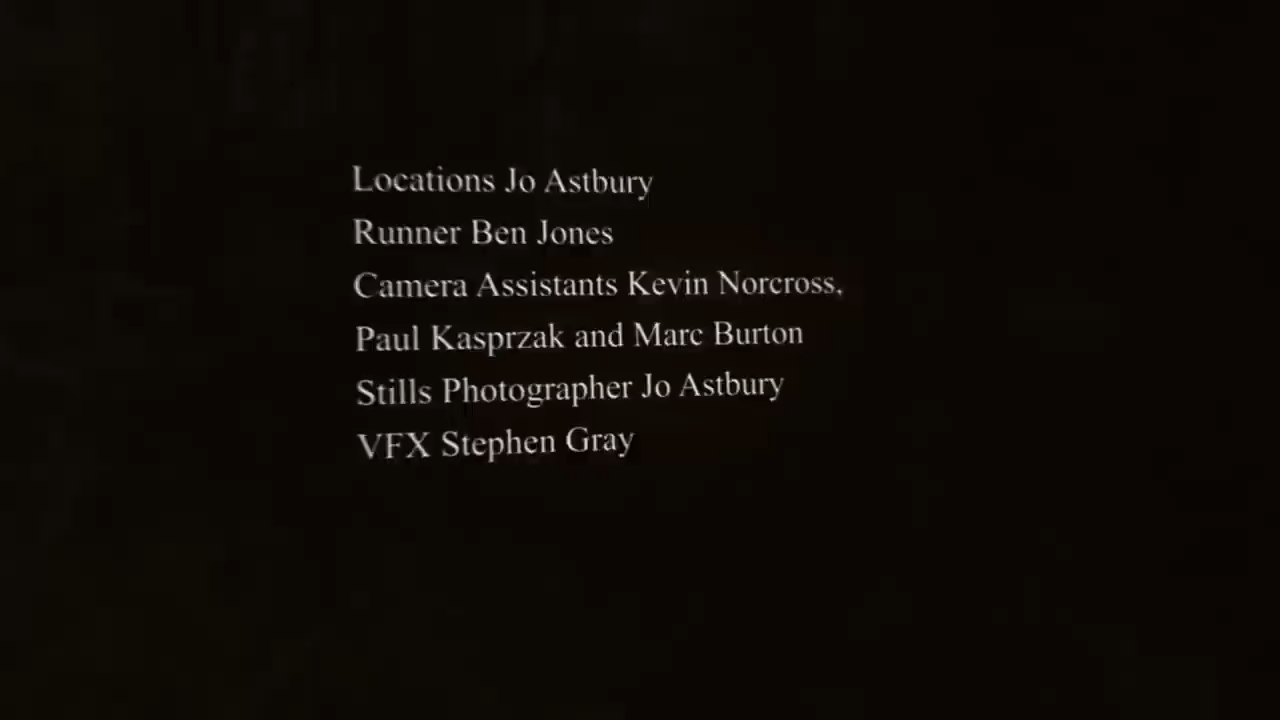 Locations Jo Astbury
Runner Ben Jones
Camera Assistants Kevin Norcross,
Paul Kasprzak and Marc Burton
Stills Photographer Jo Astbury
VFX Stephen Gray